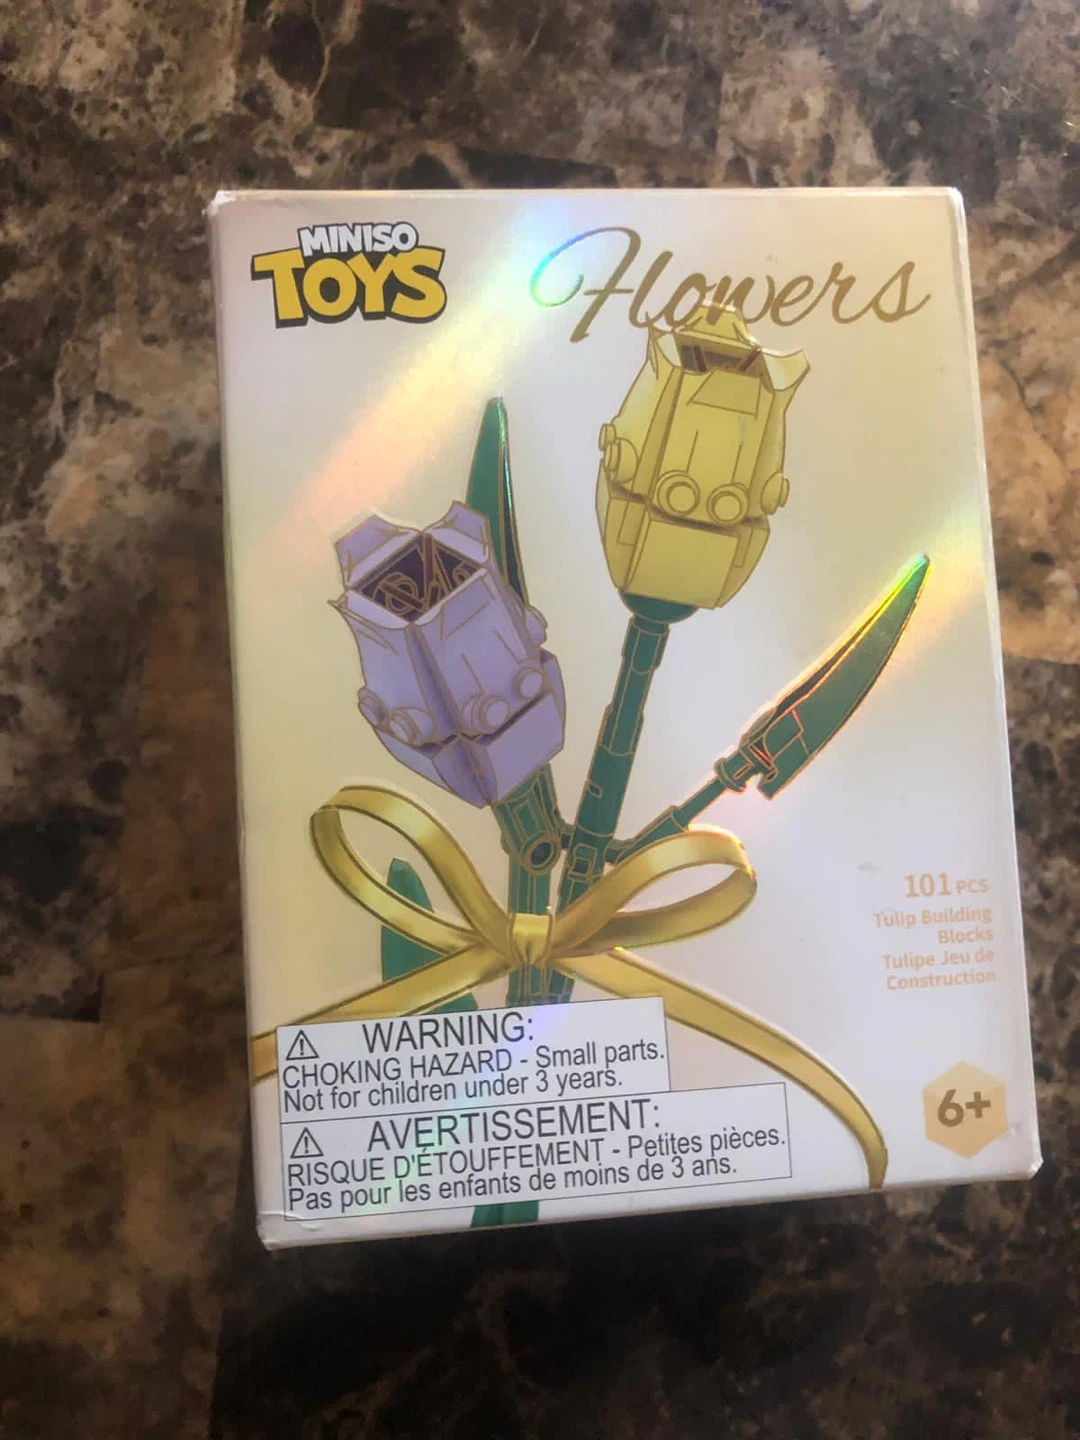 MINISO
TOYS
Flowers
101 PCS
Tulip Building
Blocks
Tulipe Jeu de
Construction
WARNING:
CHOKING HAZARD - Small parts.
Not for children under 3 years.
AVERTISSEMENT:
RISQUE D'ÉTOUFFEMENT - Petites pièces.
Pas pour les enfants de moins de 3 ans.
6+